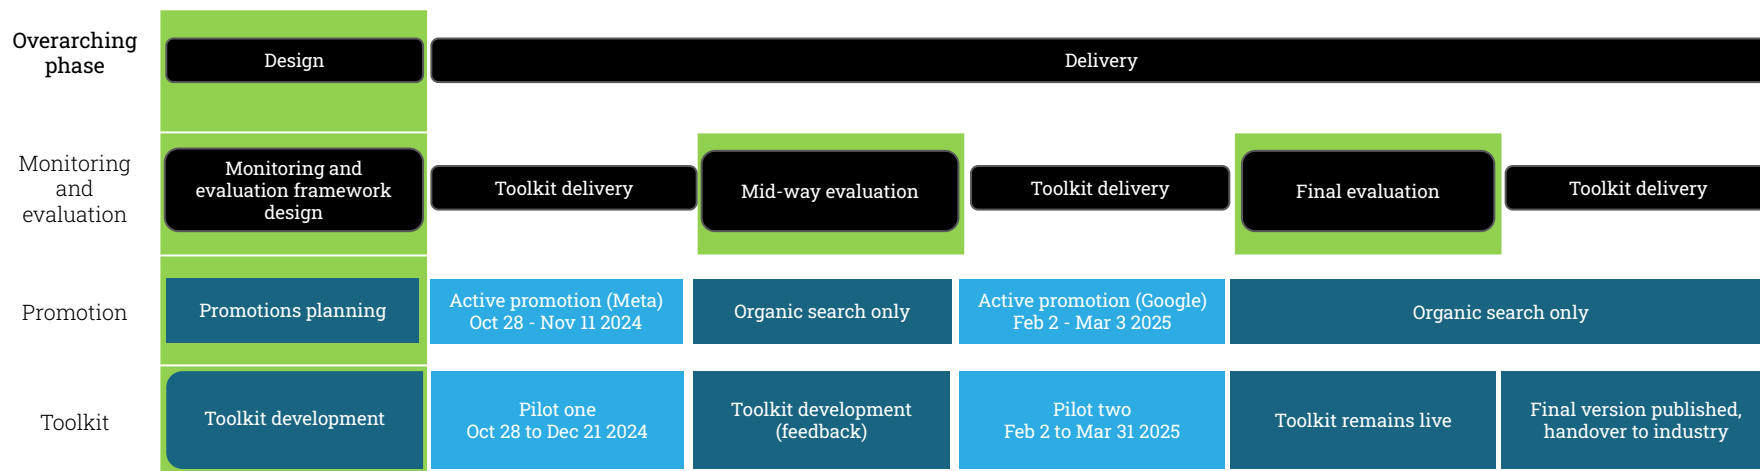 Overarching
phase
Design
Delivery
Monitoring
and
evaluation
Monitoring and
evaluation framework
design
Toolkit delivery
Mid-way evaluation
Toolkit delivery
Final evaluation
Toolkit delivery
Promotion
Promotions planning
Active promotion (Meta)
Oct 28 - Nov 11 2024
Organic search only
Active promotion (Google)
Feb 2 - Mar 3 2025
Organic search only
Toolkit
Toolkit development
Pilot one
Oct 28 to Dec 21 2024
Toolkit development
(feedback)
Pilot two
Feb 2 to Mar 31 2025
Toolkit remains live
Final version published,
handover to industry